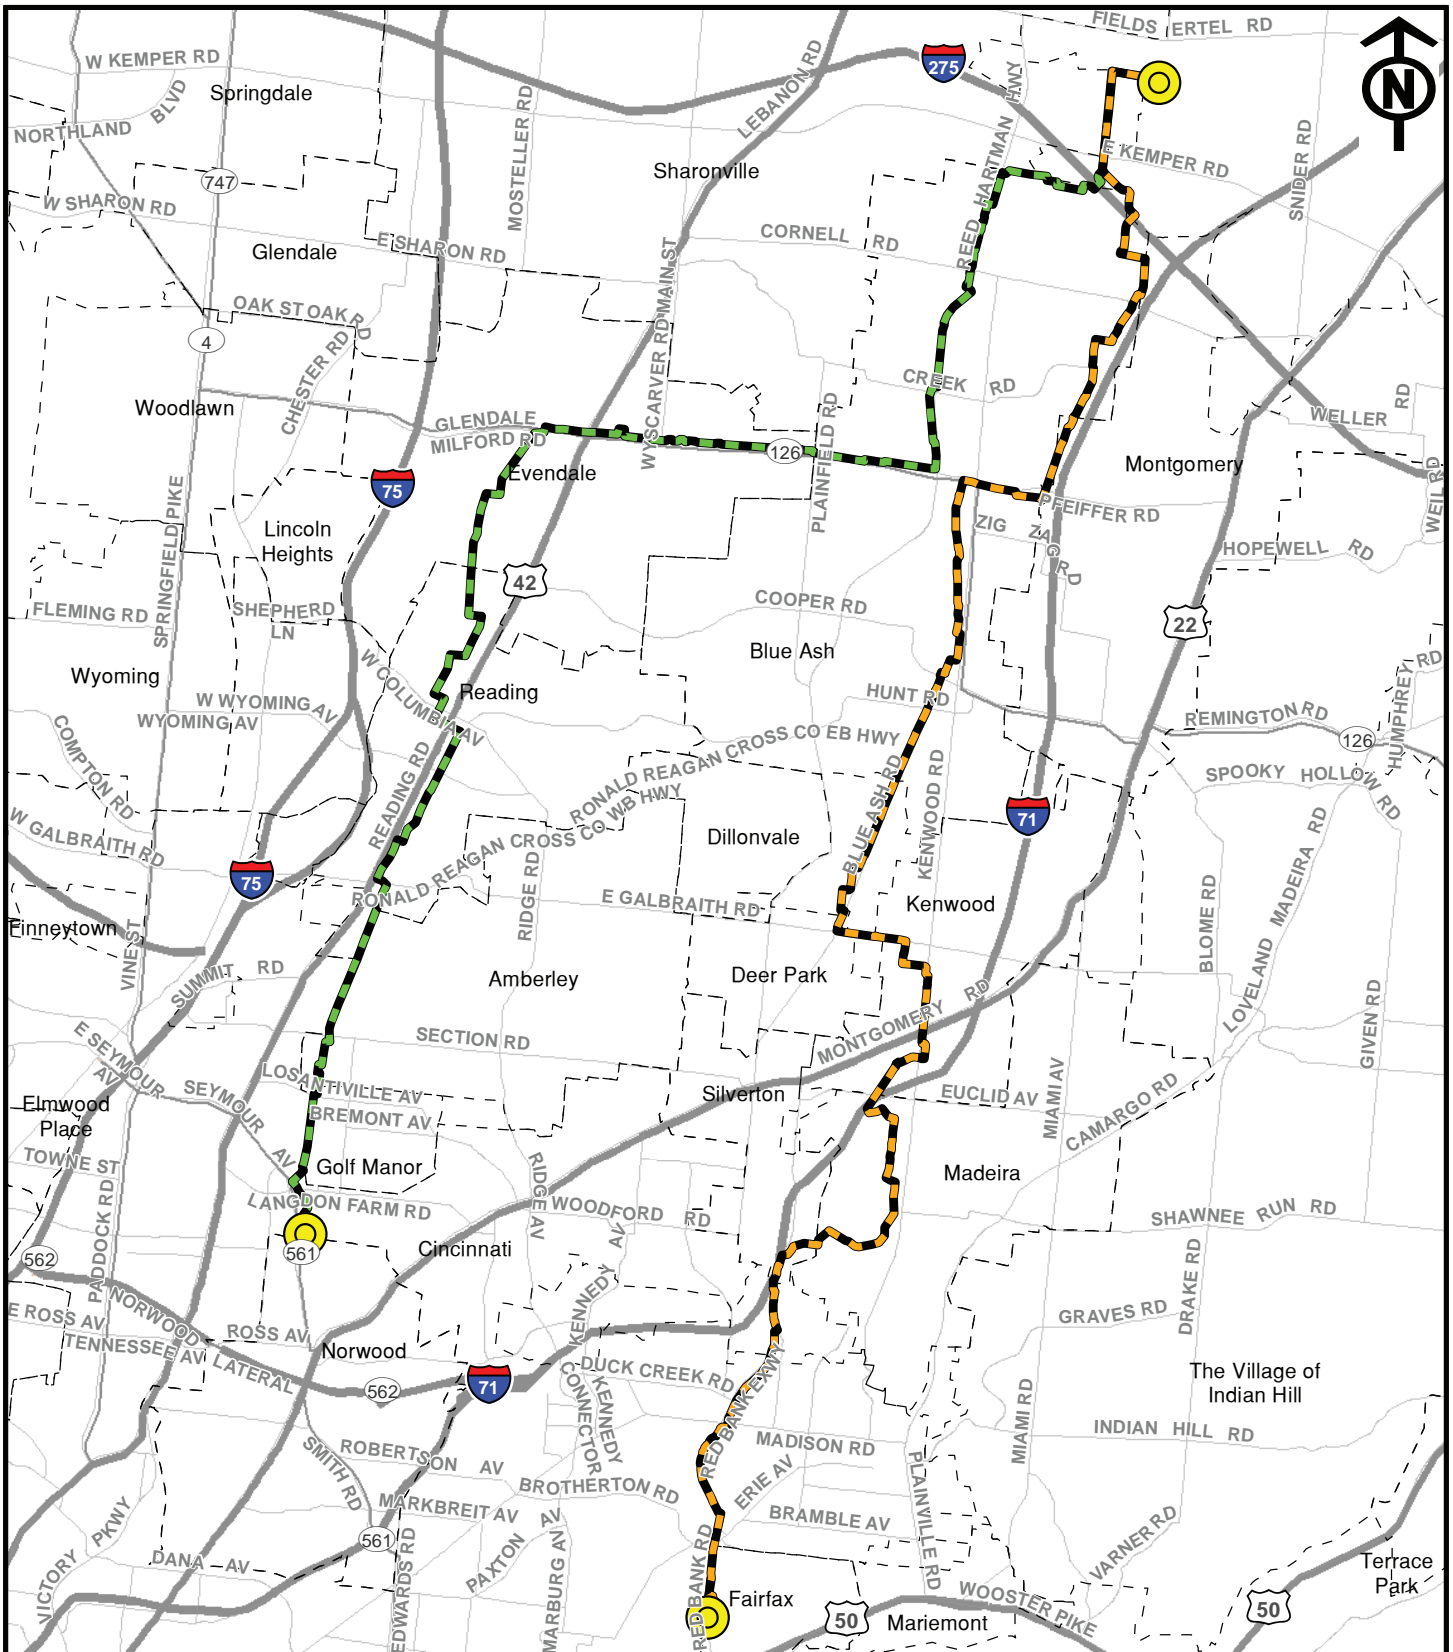 FIELDS ERTEL RD
W KEMPER RD
275
N
Springdale
BLVD
NORTHLAND
MOSTELLER RD
LEBANON RD
REED HARTMAN HWY
E KEMPER RD
SNIDER RD
Sharonville
747
W SHARON RD
Glendale
E SHARON RD
CORNELL RD
WYSCARVER RD
MAIN ST
OAK ST
OAK RD
4
CHESTER RD
CREEK RD
Woodlawn
GLENDALE
MILFORD RD
WELLER RD
PLAINFIELD RD
126
Evendale
Montgomery
75
WEIL RD
SPRINGFIELD PIKE
PFEIFFER RD
Lincoln
Heights
ZIG ZAG RD
HOPEWELL RD
42
FLEMING RD
SHEPHERD
LN
COOPER RD
22
Blue Ash
Wyoming
W COLUMBIA AV
Reading
HUNT RD
HUMPHREY RD
W WYOMING AV
WYOMING AV
REMINGTON RD
126
COMPTON RD
READING RD
RONALD REAGAN CROSS CO EB HWY
RONALD REAGAN CROSS CO WB HWY
BLUE ASH RD
KENWOOD RD
SPOOKY HOLLOW RD
W GALBRAITH RD
Dillonvale
71
LOVELAND MADEIRA RD
75
RIDGE RD
E GALBRAITH RD
Kenwood
BLOME RD
Finneytown
VINE ST
SUMMIT RD
Amberley
Deer Park
GIVEN RD
E SEYMOUR
AV
SECTION RD
MONTGOMERY RD
SEYMOUR AV
LOSANTIVILLE AV
BREMONT AV
Silverton
EUCLID AV
MIAMI AV
CAMARGO RD
Elmwood
Place
TOWNE ST
Golf Manor
RIDGE AV
Madeira
LANGDON FARM RD
WOODFORD RD
SHAWNEE RUN RD
PADDOCK RD
561
Cincinnati
562
KENNEDY AV
DRAKE RD
NORWOOD LATERAL
E ROSS AV
TENNESSEE AV
ROSS AV
Norwood
GRAVES RD
562
71
KENNEDY
CONNECTOR
DUCK CREEK RD
RED BANK EXWY
The Village of
Indian Hill
MIAMI RD
INDIAN HILL RD
SMITH RD
ROBERTSON AV
MADISON RD
PLAINVILLE RD
BROTHERTON RD
ERIE AV
MARKBREIT AV
BRAMBLE AV
VARNER RD
VICTORY PKWY
561
DANA AV
EDWARDS RD
PAXTON AV
MARBURG AV
RED BANK RD
Fairfax
50
Mariemont
WOOSTER PIKE
50
Terrace
Park